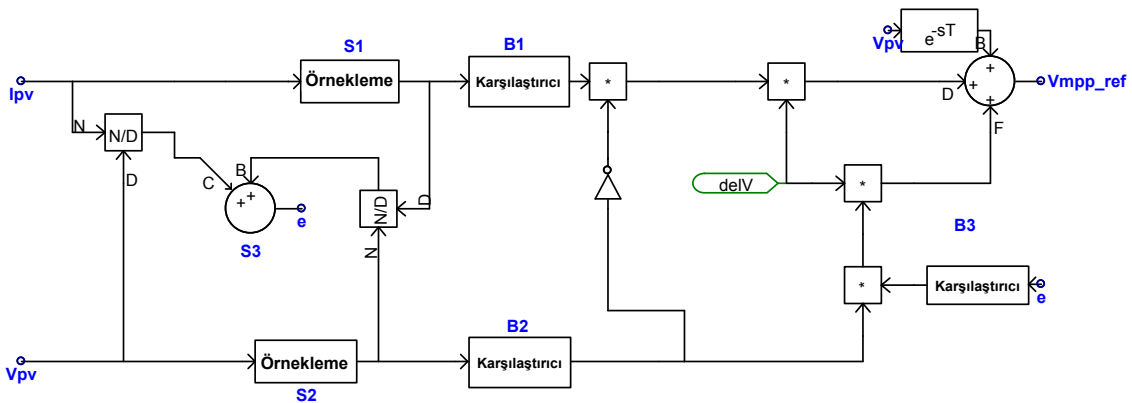 Vpv
e^-sT
B
S1
B1
Ipv
Örnekleme
Karşılaştırıcı
*
*
D
+
+
+
Vmpp_ref
N
N/D
D
C
B
+
+
e
S3
N/D
D
N
delV
*
F
B3
*
Karşılaştırıcı
e
B2
Vpv
Örnekleme
S2
Karşılaştırıcı